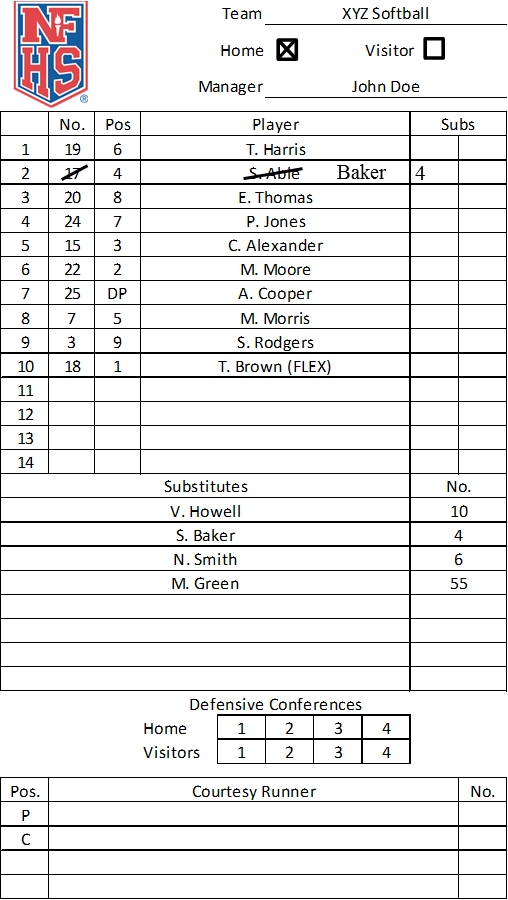 NF
HS
®
Team XYZ Softball
Home Visitor
Manager John Doe
No. Pos Player Subs
1 19 6 T. Harris
2 17 4 S. Able Baker 4
3 20 8 E. Thomas
4 24 7 P. Jones
5 15 3 C. Alexander
6 22 2 M. Moore
7 25 DP A. Cooper
8 7 5 M. Morris
9 3 9 S. Rodgers
10 18 1 T. Brown (FLEX)
11
12
13
14
Substitutes No.
V. Howell 10
S. Baker 4
N. Smith 6
M. Green 55
Defensive Conferences
Home 1 2 3 4
Visitors 1 2 3 4
Pos. Courtesy Runner No.
P
C